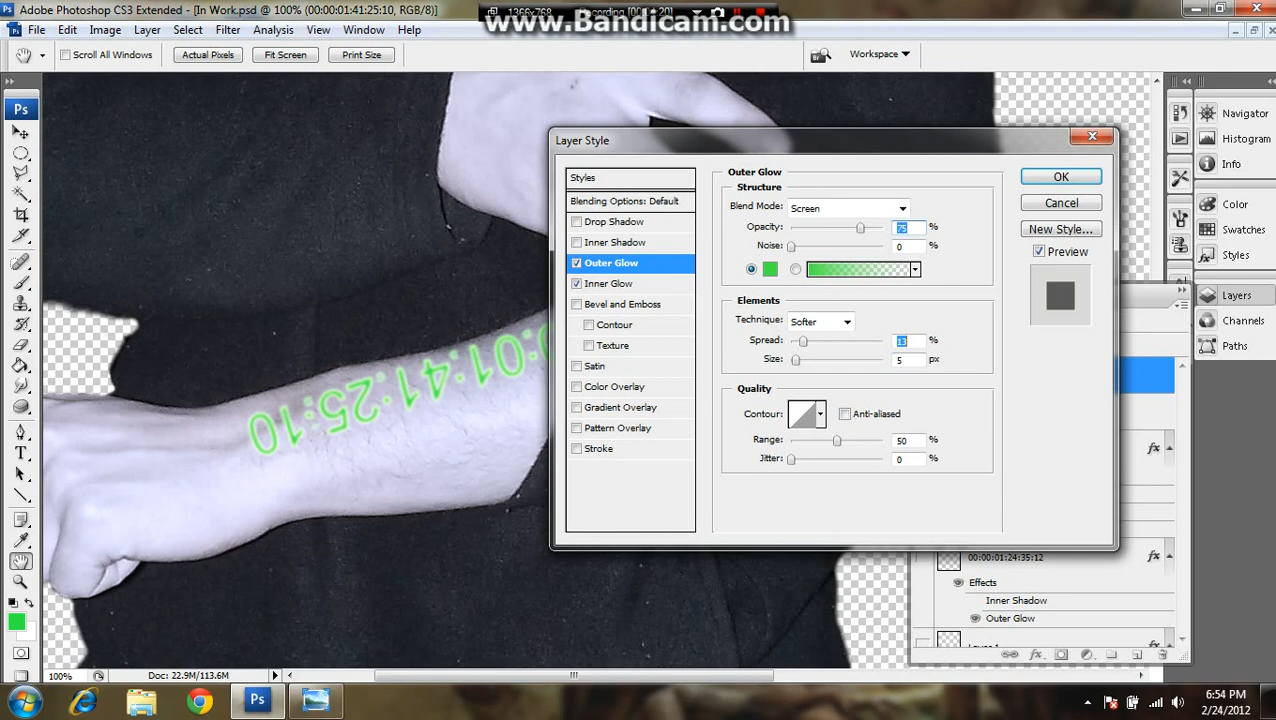 Adobe Photoshop CS3 Extended - [In Work.psd @ 100% (00:00:01:41:25:10, RGB/8)]
1366x768
www.Bandicam.com
File Edit Image Layer Select Filter Analysis View Window Help
Scroll All Windows
Actual Pixels
Fit Screen
Print Size
Workspace
Ps
Navigator
Histogram
Info
Color
Swatches
Styles
Layers
Channels
Paths
Layer Style
Styles
Blending Options: Default
Drop Shadow
Inner Shadow
Outer Glow
Inner Glow
Bevel and Emboss
Contour
Texture
Satin
Color Overlay
Gradient Overlay
Pattern Overlay
Stroke
Outer Glow
Structure
Blend Mode: Screen
Opacity: 75 %
Noise: 0 %
Elements
Technique: Softer
Spread: 13 %
Size: 5 px
Quality
Contour: Anti-aliased
Range: 50 %
Jitter: 0 %
OK
Cancel
New Style...
Preview
0:01:41:25:10
00:00:01:24:35:12
Effects
Inner Shadow
Outer Glow
Layer 1
100%
Doc: 22.9M/113.6M
6:54 PM
2/24/2012